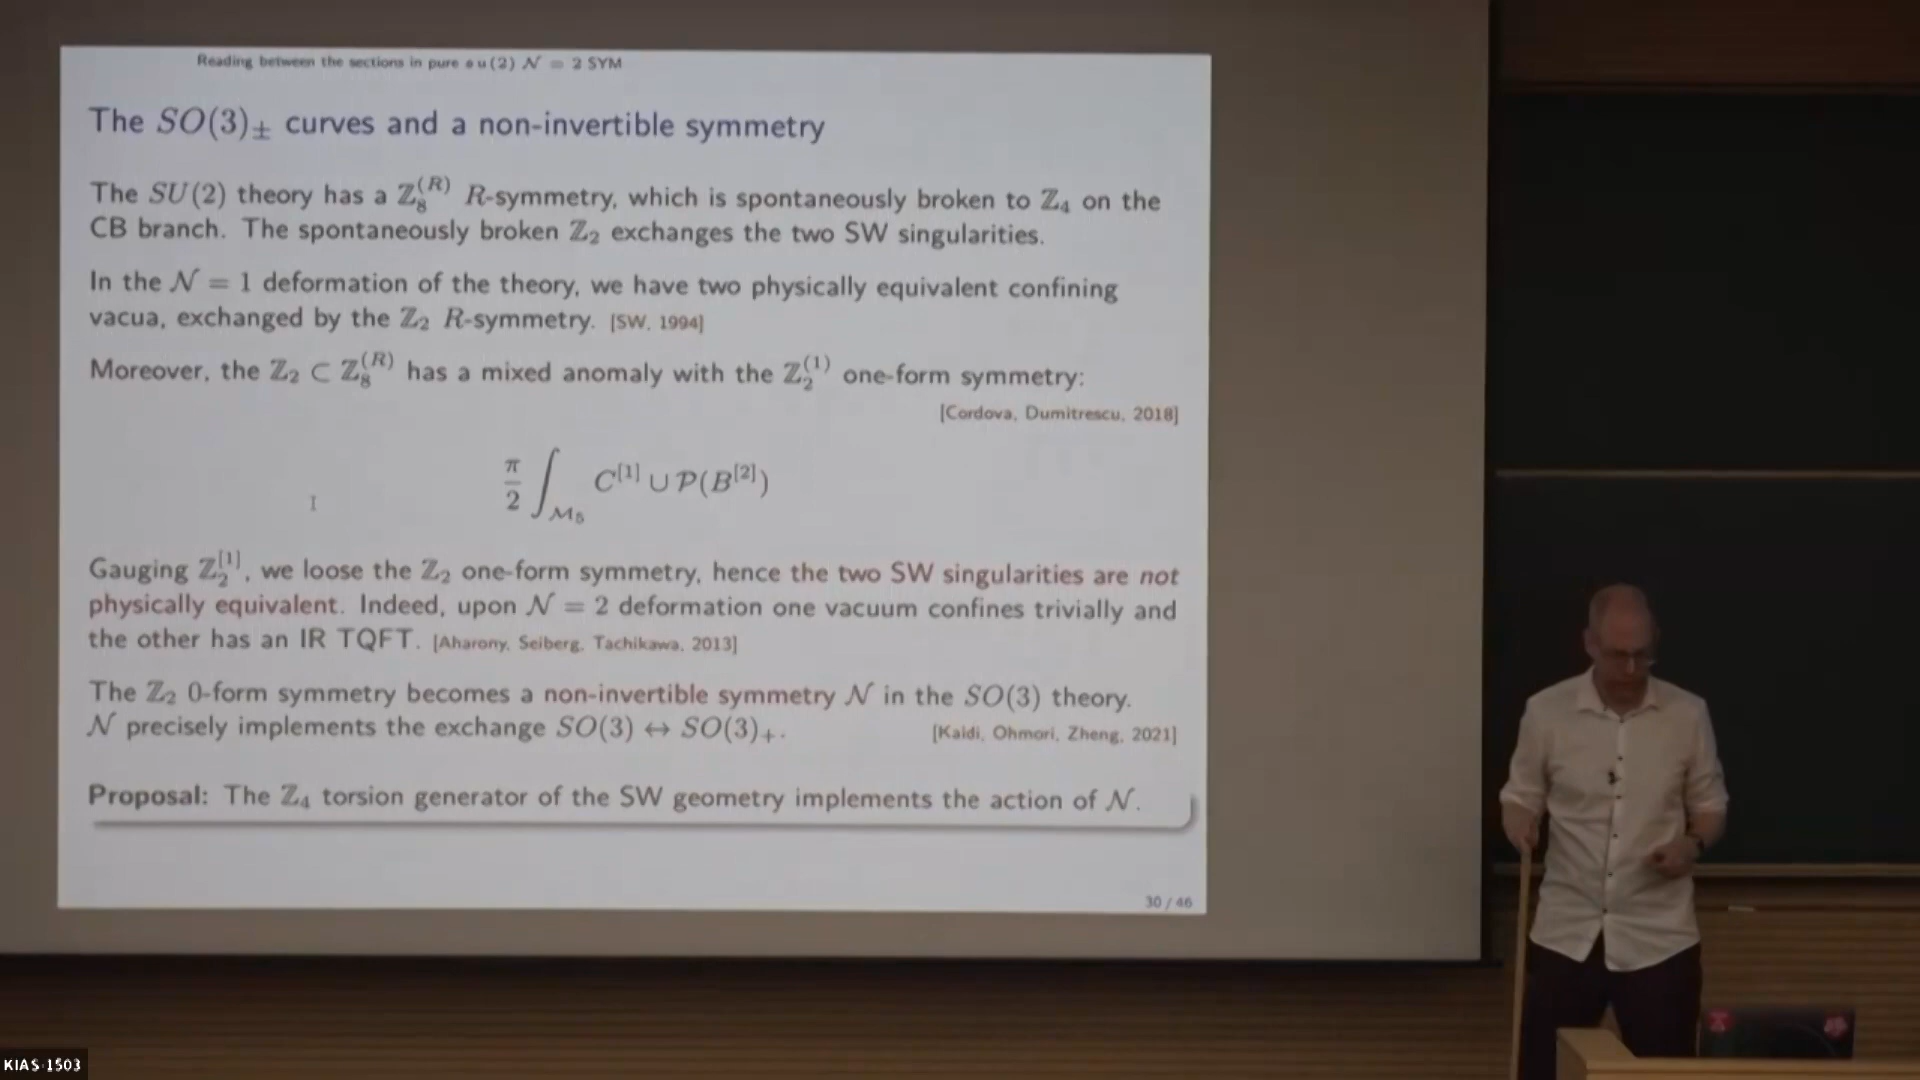 Reading between the sections in pure su(2) N = 2 SYM
The SO(3)± curves and a non-invertible symmetry
The SU(2) theory has a ℤ₈⁽ᴿ⁾ R-symmetry, which is spontaneously broken to ℤ₄ on the
CB branch. The spontaneously broken ℤ₂ exchanges the two SW singularities.
In the N = 1 deformation of the theory, we have two physically equivalent confining
vacua, exchanged by the ℤ₂ R-symmetry. [SW, 1994]
Moreover, the ℤ₂ ⊂ ℤ₈⁽ᴿ⁾ has a mixed anomaly with the ℤ₂⁽¹⁾ one-form symmetry:
[Cordova, Dumitrescu, 2018]
π/2 ∫_M₅ C^[1] ∪ P(B^[2])
Gauging ℤ₂^[1], we loose the ℤ₂ one-form symmetry, hence the two SW singularities are not
physically equivalent. Indeed, upon N = 2 deformation one vacuum confines trivially and
the other has an IR TQFT. [Aharony, Seiberg, Tachikawa, 2013]
The ℤ₂ 0-form symmetry becomes a non-invertible symmetry N in the SO(3) theory.
N precisely implements the exchange SO(3) ↔ SO(3)₊. [Kaidi, Ohmori, Zheng, 2021]
Proposal: The ℤ₄ torsion generator of the SW geometry implements the action of N.
30 / 46
KIAS 1503